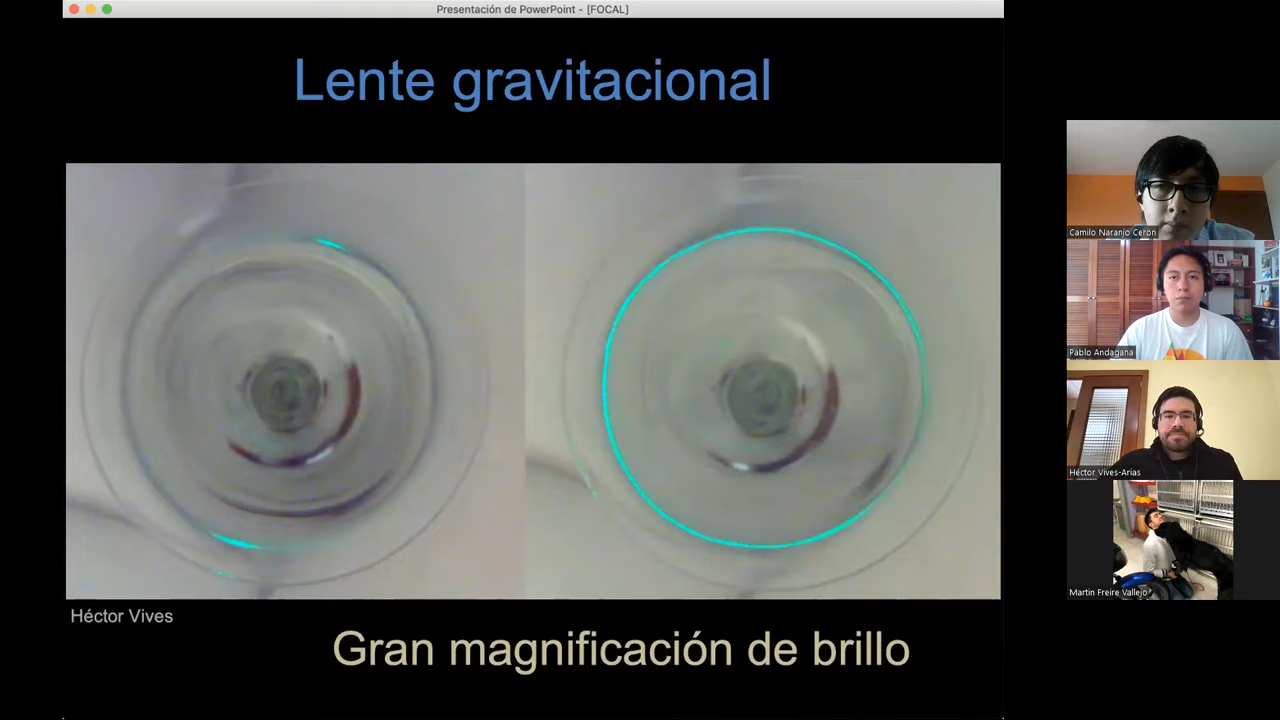 Presentación de PowerPoint - [FOCAL]
Lente gravitacional
Héctor Vives
Gran magnificación de brillo
Camilo Naranjo Cerón
Pablo Andagana
Héctor Vives-Arias
Martin Freire Vallejo